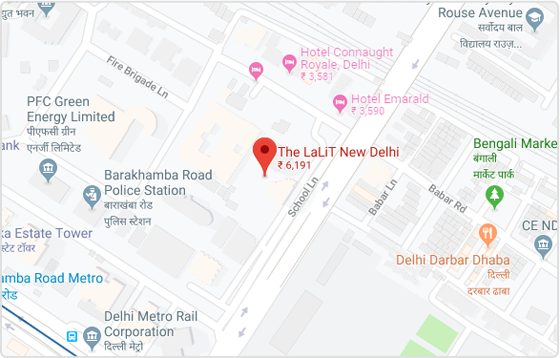 द्युत भवन
Rouse Avenue
सर्वोदय बाल
विद्यालय राउज़...
Fire Brigade Ln
Hotel Connaught
Royale, Delhi
₹ 3,581
Hotel Emarald
₹ 3,590
PFC Green
Energy Limited
पीएफसी ग्रीन
एनर्जी लिमिटेड
ank
The LaLiT New Delhi
₹ 6,191
Bengali Marke
बंगाली
मार्केट पार्क
Barakhamba Road
Police Station
बाराखंबा रोड
पुलिस स्टेशन
School Ln
Babar Ln
Babar Rd
ka Estate Tower
स्टेट टॉवर
CE ND
Delhi Darbar Dhaba
दिल्ली
दरबार ढाबा
amba Road Metro
रोड
Delhi Metro Rail
Corporation
दिल्ली मेट्रो